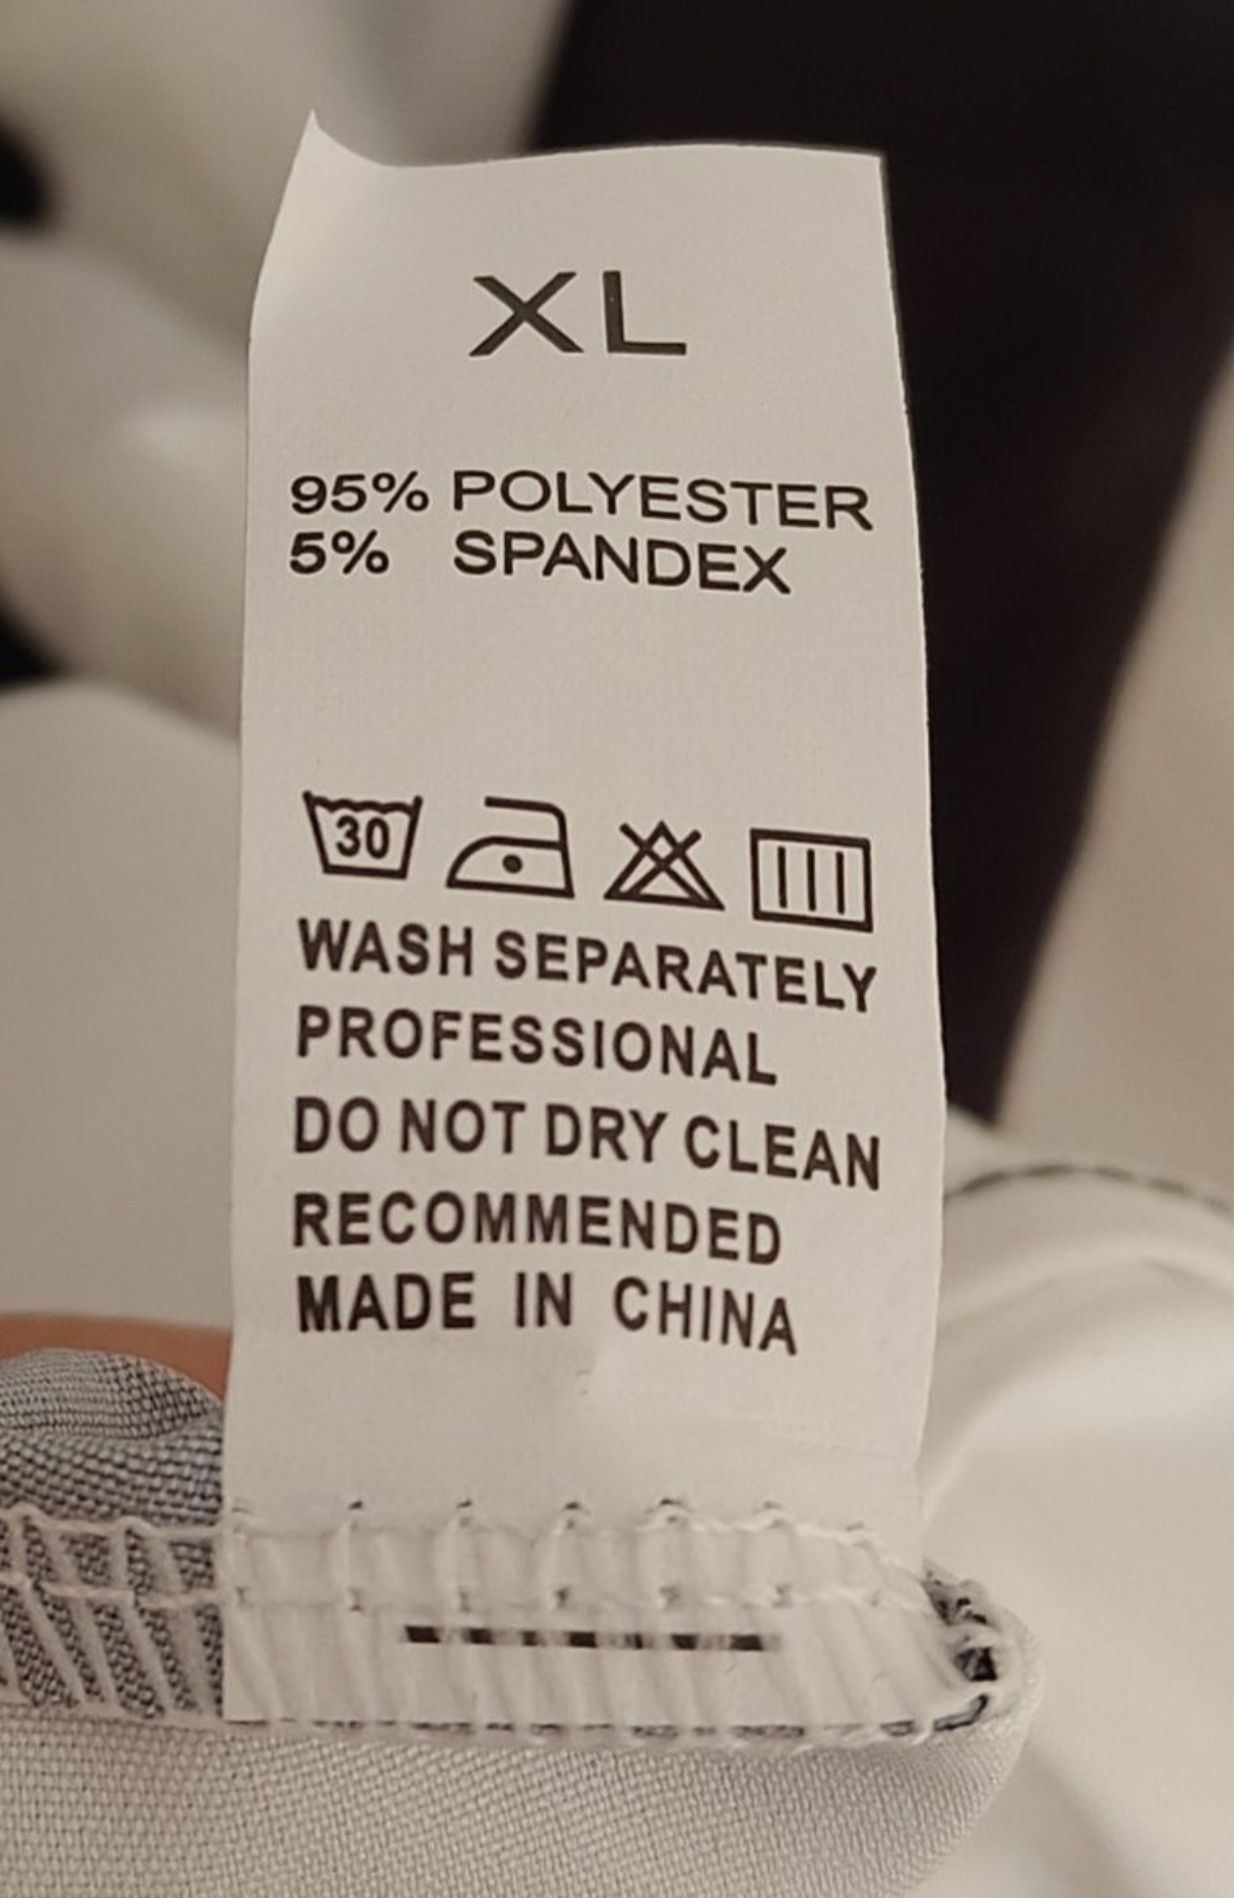 XL
95% POLYESTER
5% SPANDEX
30
WASH SEPARATELY
PROFESSIONAL
DO NOT DRY CLEAN
RECOMMENDED
MADE IN CHINA